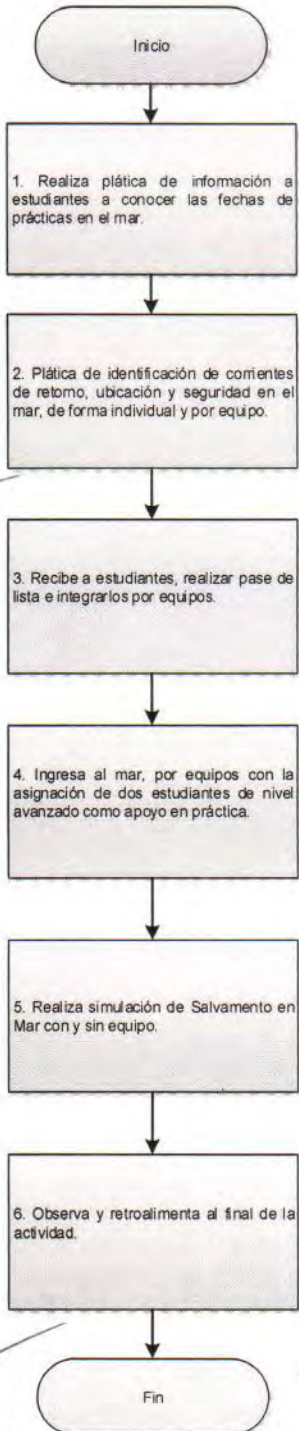 Inicio
1. Realiza plática de información a
estudiantes a conocer las fechas de
prácticas en el mar.
2. Plática de identificación de corrientes
de retorno, ubicación y seguridad en el
mar, de forma individual y por equipo.
3. Recibe a estudiantes, realizar pase de
lista e integrarlos por equipos.
4. Ingresa al mar, por equipos con la
asignación de dos estudiantes de nivel
avanzado como apoyo en práctica.
5. Realiza simulación de Salvamento en
Mar con y sin equipo.
6. Observa y retroalimenta al final de la
actividad.
Fin